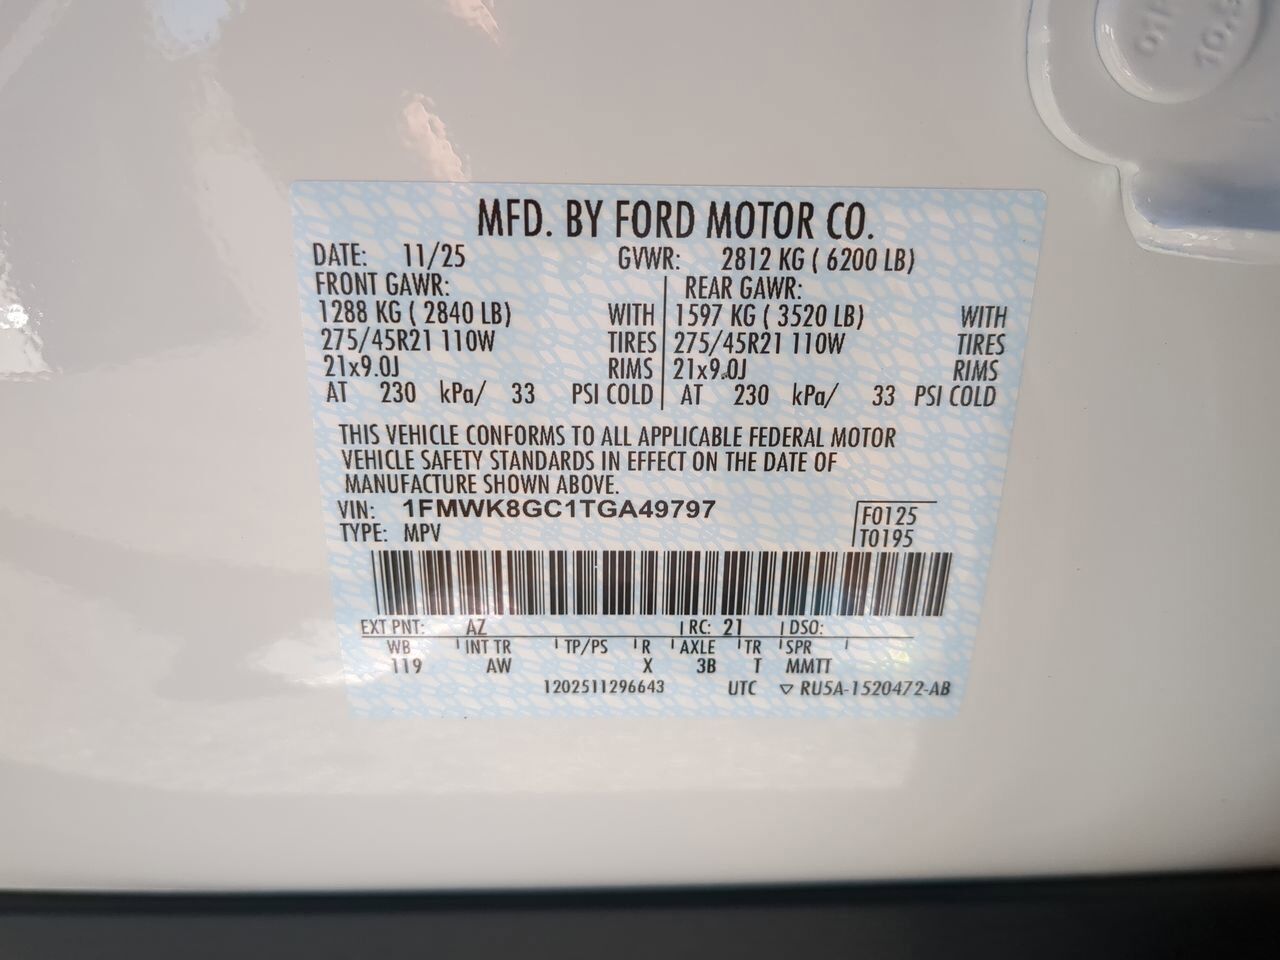 MFD. BY FORD MOTOR CO.
DATE: 11/25 GVWR: 2812 KG ( 6200 LB)
FRONT GAWR: REAR GAWR:
1288 KG ( 2840 LB) WITH 1597 KG ( 3520 LB) WITH
275/45R21 110W TIRES 275/45R21 110W TIRES
21x9.0J RIMS 21x9.0J RIMS
AT 230 kPa/ 33 PSI COLD AT 230 kPa/ 33 PSI COLD
THIS VEHICLE CONFORMS TO ALL APPLICABLE FEDERAL MOTOR
VEHICLE SAFETY STANDARDS IN EFFECT ON THE DATE OF
MANUFACTURE SHOWN ABOVE.
VIN: 1FMWK8GC1TGA49797 F0125
TYPE: MPV T0195
EXT PNT: AZ RC: 21 DSO:
WB INT TR TP/PS R AXLE TR SPR
119 AW X 3B T MMTT
1202511296643 UTC ▽ RU5A-1520472-AB